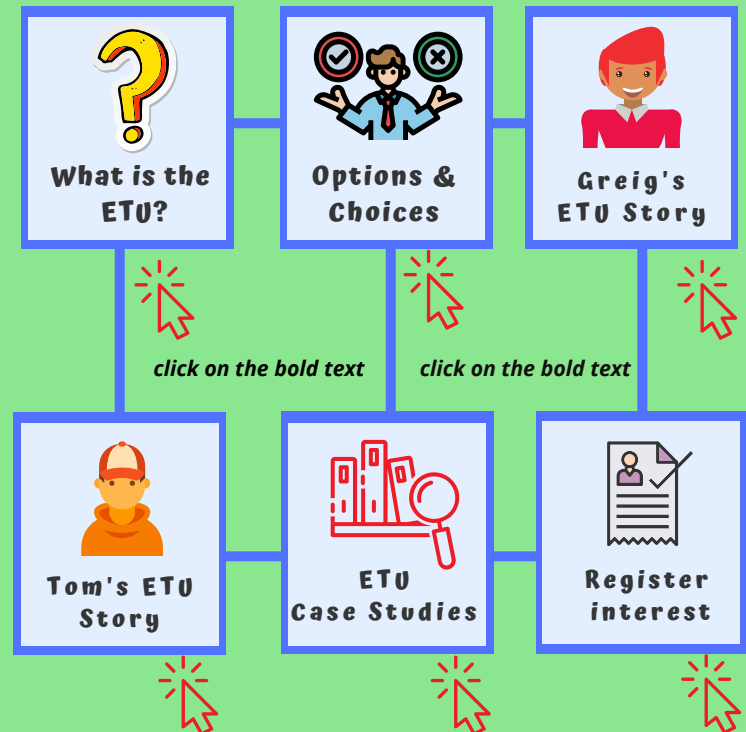 What is the
ETU?
Options &
Choices
Greig's
ETU Story
click on the bold text
click on the bold text
Tom's ETU
Story
ETU
Case Studies
Register
interest